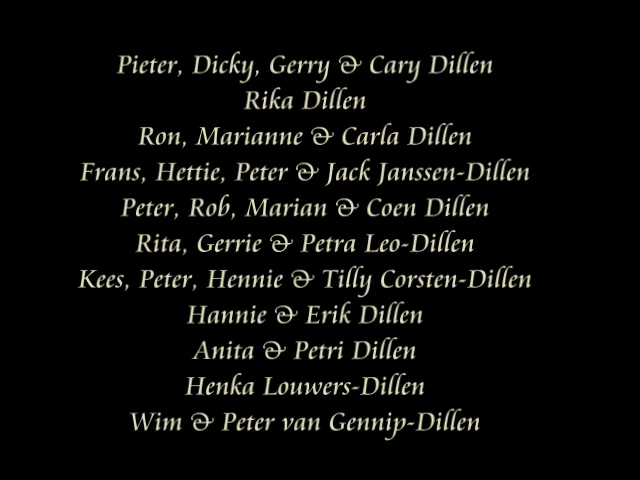 Pieter, Dicky, Gerry & Cary Dillen
Rika Dillen
Ron, Marianne & Carla Dillen
Frans, Hettie, Peter & Jack Janssen-Dillen
Peter, Rob, Marian & Coen Dillen
Rita, Gerrie & Petra Leo-Dillen
Kees, Peter, Hennie & Tilly Corsten-Dillen
Hannie & Erik Dillen
Anita & Petri Dillen
Henka Louwers-Dillen
Wim & Peter van Gennip-Dillen